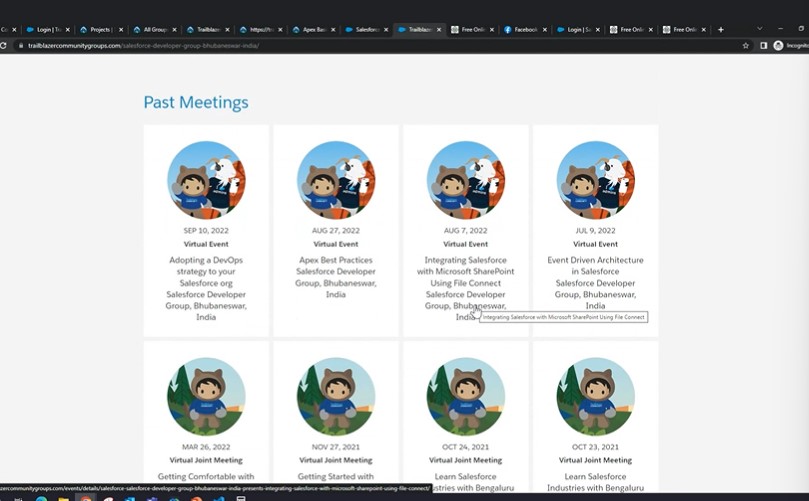 Login | T
Projects |
All Group
Trailblaz
https://tr
Apex Bas
Salesforc
Trailblaze
Free Onli
Facebook
Login | Sa
Free Onli
Free Onli
trailblazercommunitygroups.com/salesforce-developer-group-bhubaneswar-india/
Incognito
Past Meetings
SEP 10, 2022
Virtual Event
Adopting a DevOps
strategy to your
Salesforce org
Salesforce Developer
Group, Bhubaneswar,
India
AUG 27, 2022
Virtual Event
Apex Best Practices
Salesforce Developer
Group, Bhubaneswar,
India
AUG 7, 2022
Virtual Event
Integrating Salesforce
with Microsoft SharePoint
Using File Connect
Salesforce Developer
Group, Bhubaneswar,
India
Integrating Salesforce with Microsoft SharePoint Using File Connect
JUL 9, 2022
Virtual Event
Event Driven Architecture
in Salesforce
Salesforce Developer
Group, Bhubaneswar,
India
MAR 26, 2022
Virtual Joint Meeting
Getting Comfortable with
NOV 27, 2021
Virtual Joint Meeting
Getting Started with
OCT 24, 2021
Virtual Joint Meeting
Learn Salesforce
ustries with Bengaluru
OCT 23, 2021
Virtual Joint Meeting
Learn Salesforce
Industries with Bengaluru
zercommunitygroups.com/events/details/salesforce-salesforce-developer-group-bhubaneswar-india-presents-integrating-salesforce-with-microsoft-sharepoint-using-file-connect/